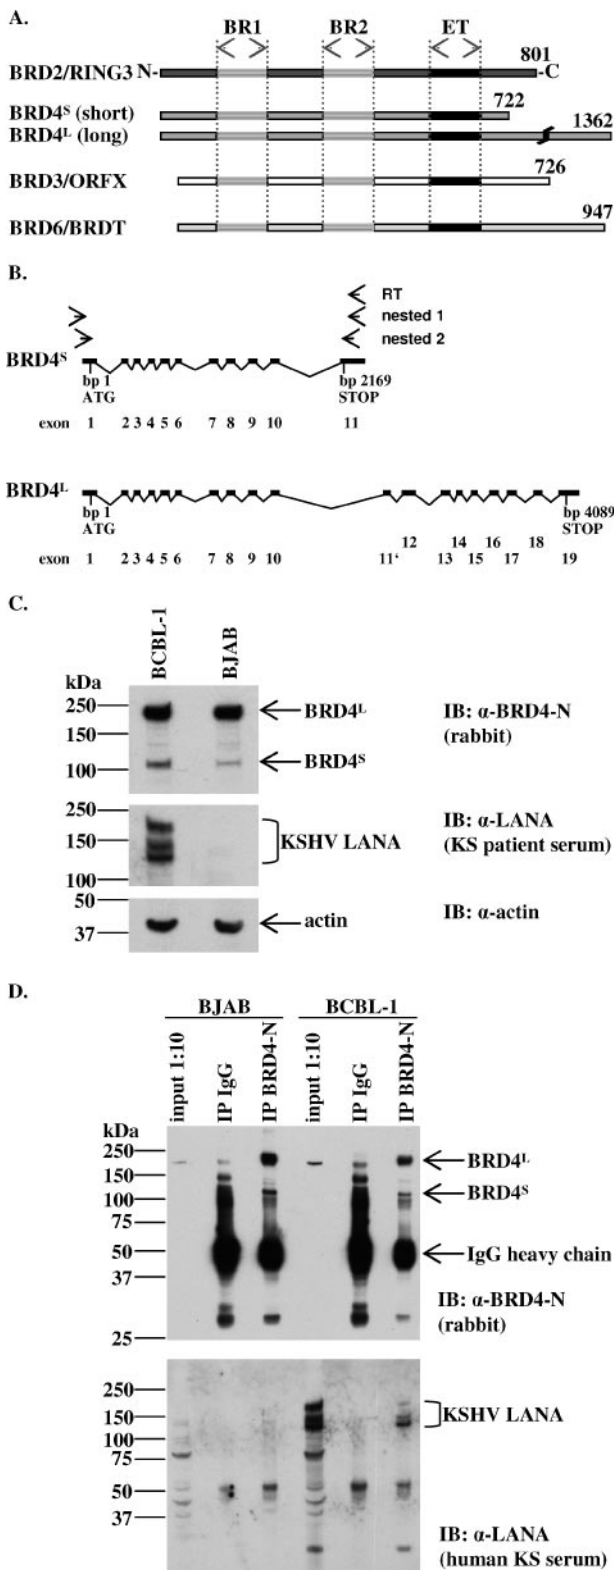 A.
BR1 BR2 ET
BRD2/RING3 N- 801 -C
BRD4S (short) 722
BRD4L (long) 1362
BRD3/ORFX 726
BRD6/BRDT 947
B.
RT
nested 1
nested 2
BRD4S
bp 1 bp 2169
ATG STOP
exon 1 2 3 4 5 6 7 8 9 10 11
BRD4L
bp 1 bp 4089
ATG STOP
12 14 16 18
exon 1 2 3 4 5 6 7 8 9 10 11' 13 15 17 19
C.
BCBL-1 BJAB
kDa
250 BRD4L IB: α-BRD4-N
150 (rabbit)
100 BRD4S
250 IB: α-LANA
150 KSHV LANA (KS patient serum)
100
50
37 actin IB: α-actin
D.
BJAB BCBL-1
input 1:10 IP IgG IP BRD4-N input 1:10 IP IgG IP BRD4-N
kDa
250 BRD4L
150
100 BRD4S
75
50 IgG heavy chain
37 IB: α-BRD4-N
(rabbit)
25
250
150 KSHV LANA
100
75
50
37
IB: α-LANA
(human KS serum)